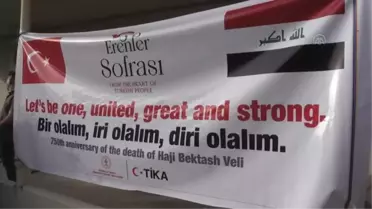 Erenler
Sofrası
FROM THE HEART OF
TURKISH PEOPLE
الله اكبر
Let's be one, united, great and strong.
Bir olalım, iri olalım, diri olalım.
750th anniversary of the death of Haji Bektash Veli
TİKA